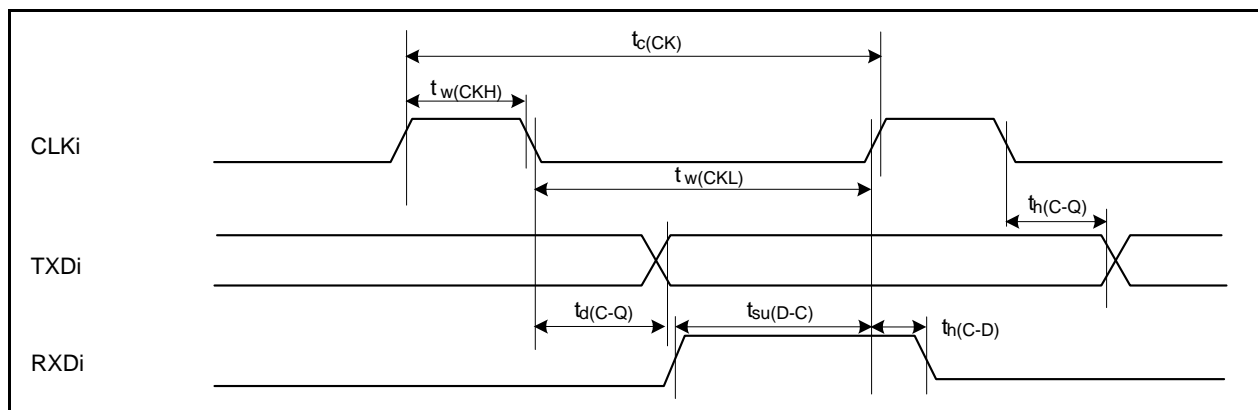 tc(CK)
tw(CKH)
CLKi
tw(CKL)
th(C-Q)
TXDi
td(C-Q)
tsu(D-C)
th(C-D)
RXDi